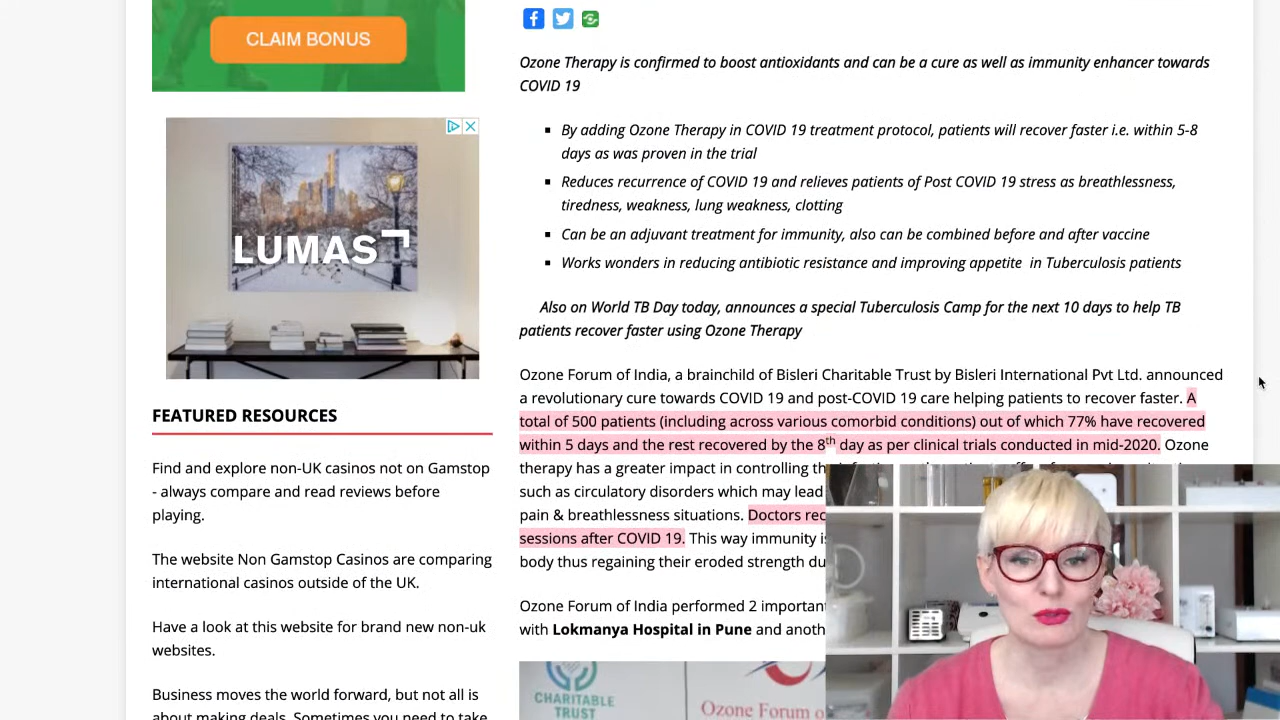 CLAIM BONUS
LUMAS
FEATURED RESOURCES
Find and explore non-UK casinos not on Gamstop
- always compare and read reviews before
playing.
The website Non Gamstop Casinos are comparing
international casinos outside of the UK.
Have a look at this website for brand new non-uk
websites.
Business moves the world forward, but not all is
about making deals. Sometimes you need to take
Ozone Therapy is confirmed to boost antioxidants and can be a cure as well as immunity enhancer towards
COVID 19
▪ By adding Ozone Therapy in COVID 19 treatment protocol, patients will recover faster i.e. within 5-8
days as was proven in the trial
▪ Reduces recurrence of COVID 19 and relieves patients of Post COVID 19 stress as breathlessness,
tiredness, weakness, lung weakness, clotting
▪ Can be an adjuvant treatment for immunity, also can be combined before and after vaccine
▪ Works wonders in reducing antibiotic resistance and improving appetite in Tuberculosis patients
Also on World TB Day today, announces a special Tuberculosis Camp for the next 10 days to help TB
patients recover faster using Ozone Therapy
Ozone Forum of India, a brainchild of Bisleri Charitable Trust by Bisleri International Pvt Ltd. announced
a revolutionary cure towards COVID 19 and post-COVID 19 care helping patients to recover faster. A
total of 500 patients (including across various comorbid conditions) out of which 77% have recovered
within 5 days and the rest recovered by the 8th day as per clinical trials conducted in mid-2020. Ozone
therapy has a greater impact in controlling
such as circulatory disorders which may lead
pain & breathlessness situations. Doctors
sessions after COVID 19. This way immunity
body thus regaining their eroded strength
Ozone Forum of India performed 2
with Lokmanya Hospital in Pune and
CHARITABLE
TRUST
Ozone Forum